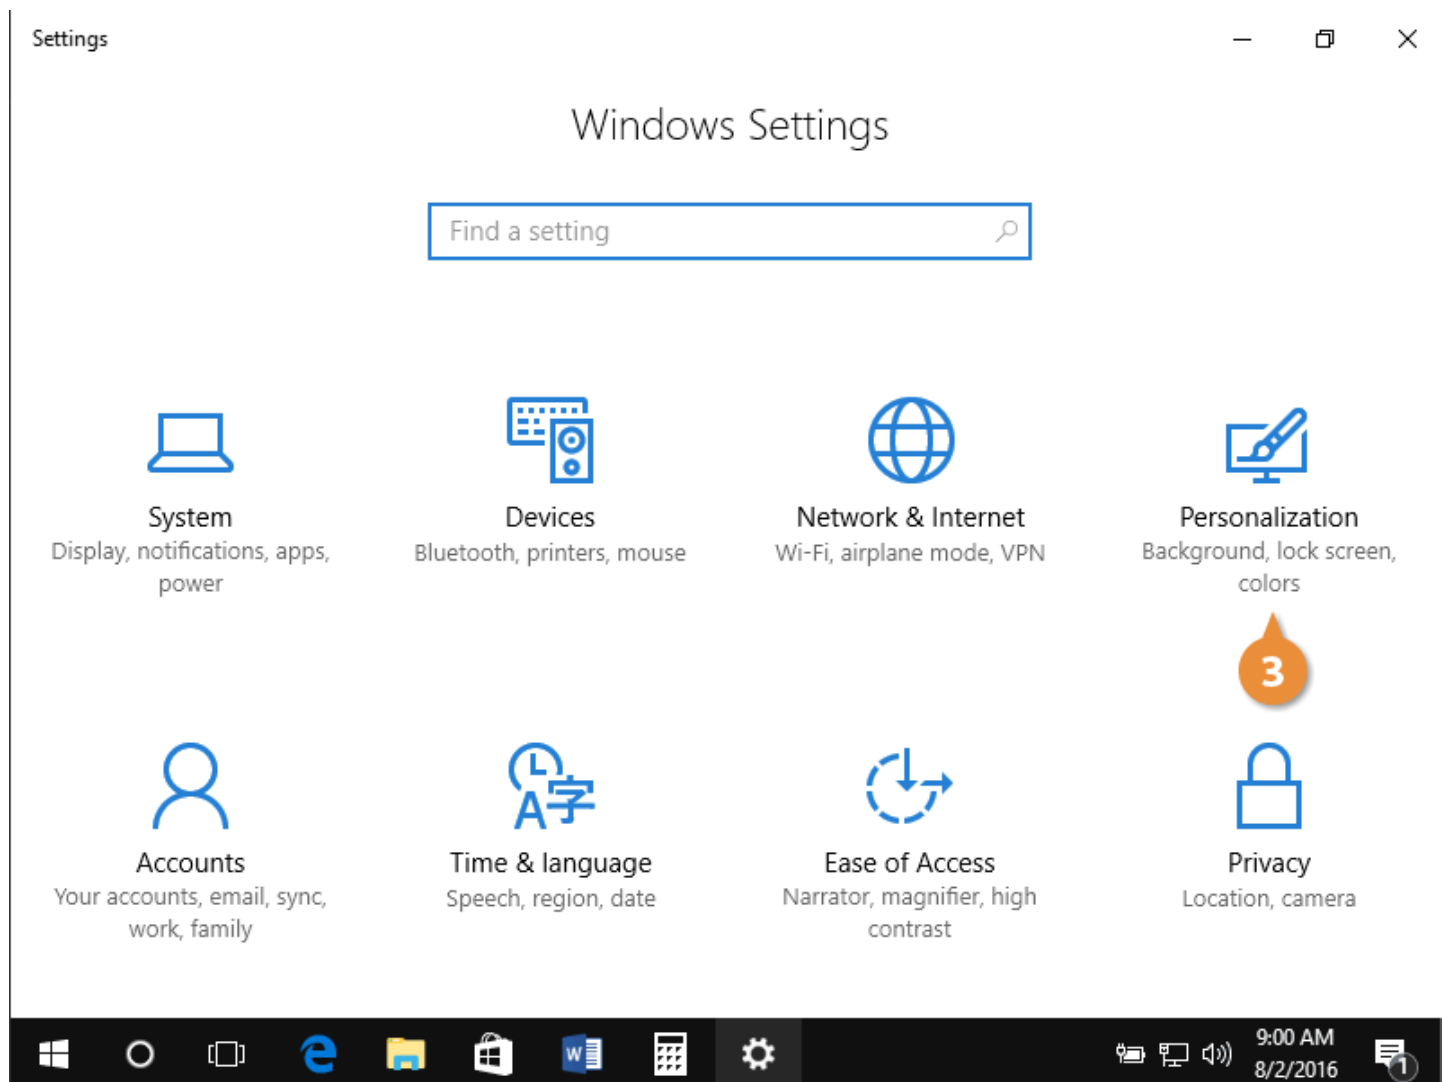 Settings
Windows Settings
Find a setting
System
Display, notifications, apps,
power
Devices
Bluetooth, printers, mouse
Network & Internet
Wi-Fi, airplane mode, VPN
Personalization
Background, lock screen,
colors
3
Accounts
Your accounts, email, sync,
work, family
Time & language
Speech, region, date
Ease of Access
Narrator, magnifier, high
contrast
Privacy
Location, camera
9:00 AM
8/2/2016
1